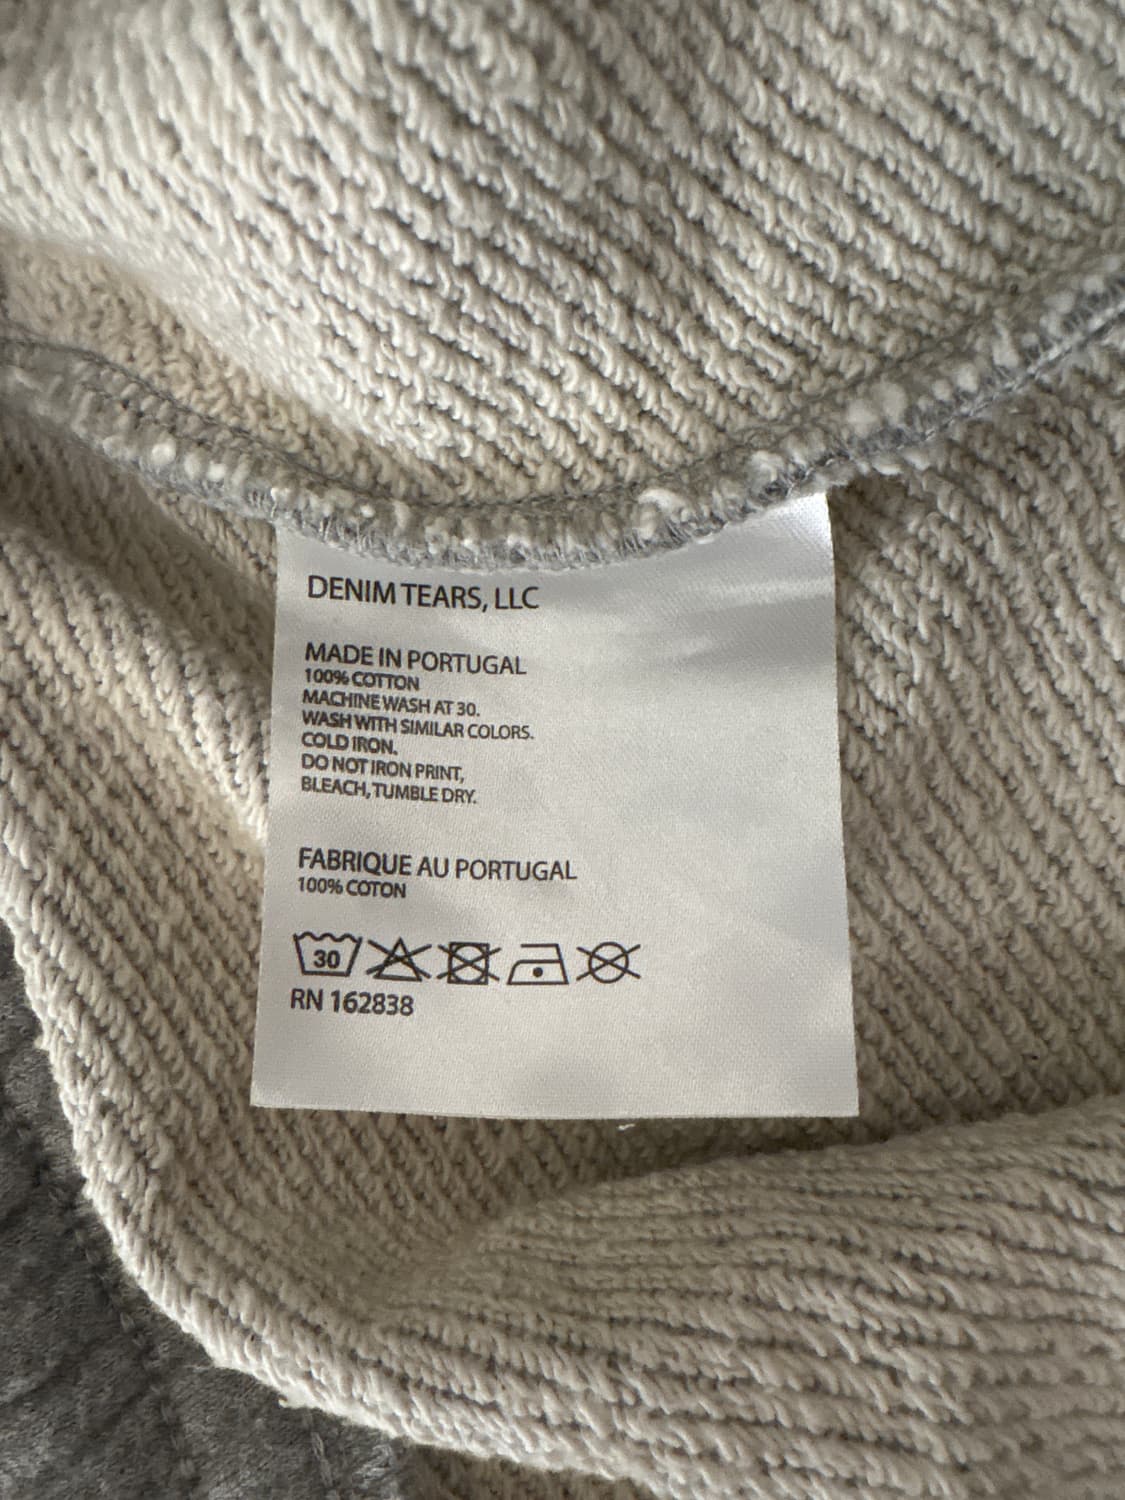 DENIM TEARS, LLC
MADE IN PORTUGAL
100% COTTON
MACHINE WASH AT 30.
WASH WITH SIMILAR COLORS.
COLD IRON.
DO NOT IRON PRINT,
BLEACH, TUMBLE DRY.
FABRIQUE AU PORTUGAL
100% COTON
30
RN 162838